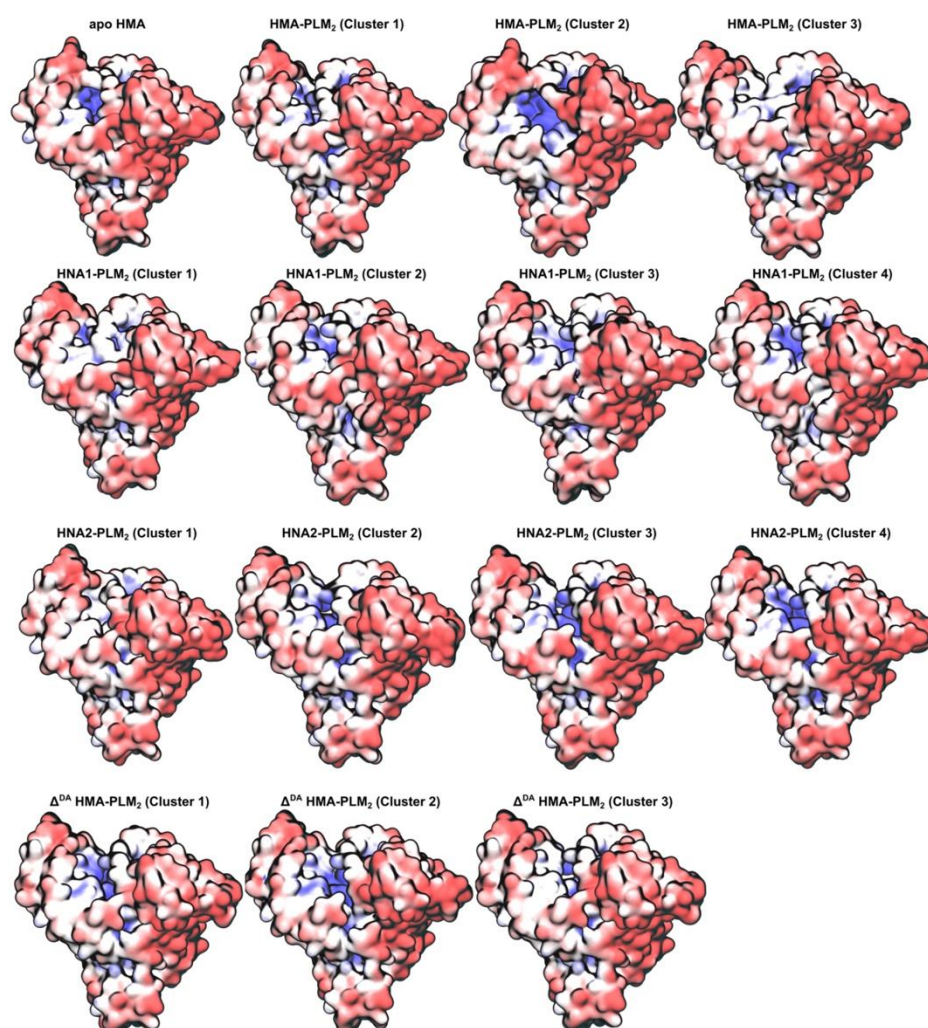 apo HMA
HMA-PLM₂ (Cluster 1)
HMA-PLM₂ (Cluster 2)
HMA-PLM₂ (Cluster 3)
HNA1-PLM₂ (Cluster 1)
HNA1-PLM₂ (Cluster 2)
HNA1-PLM₂ (Cluster 3)
HNA1-PLM₂ (Cluster 4)
HNA2-PLM₂ (Cluster 1)
HNA2-PLM₂ (Cluster 2)
HNA2-PLM₂ (Cluster 3)
HNA2-PLM₂ (Cluster 4)
Δᴰᴬ HMA-PLM₂ (Cluster 1)
Δᴰᴬ HMA-PLM₂ (Cluster 2)
Δᴰᴬ HMA-PLM₂ (Cluster 3)